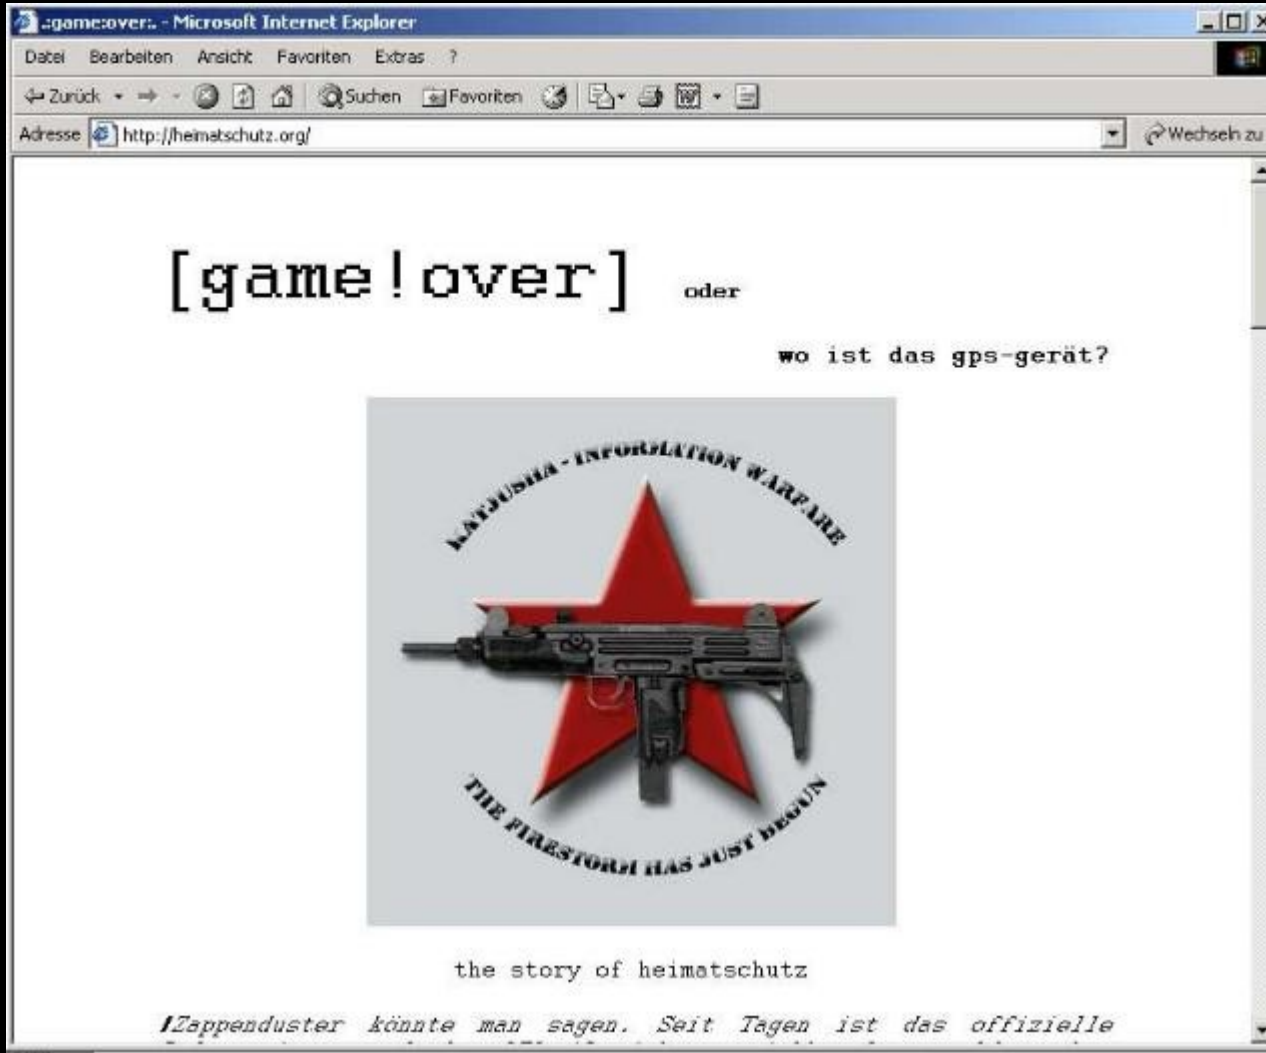 .:game:over:. - Microsoft Internet Explorer
Datei Bearbeiten Ansicht Favoriten Extras ?
Zurück Suchen Favoriten
Adresse http://heimatschutz.org/ Wechseln zu
[game!over] oder
wo ist das gps-gerät?
KATJUSHA - INFORMATION WARFARE
THE FIRESTORM HAS JUST BEGUN
the story of heimatschutz
Zappenduster könnte man sagen. Seit Tagen ist das offizielle